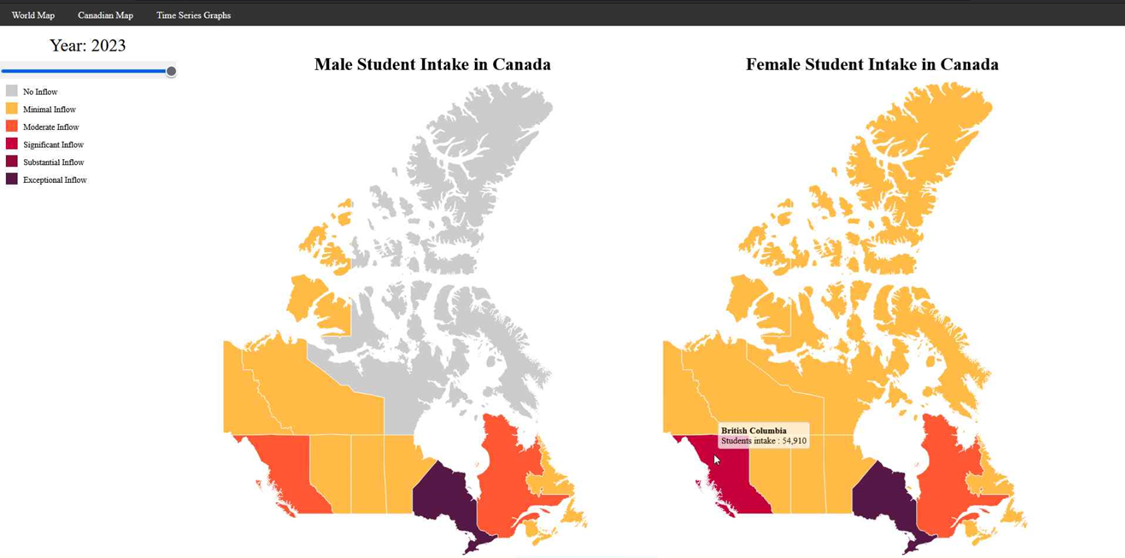 World Map Canadian Map Time Series Graphs
Year: 2023
No Inflow
Minimal Inflow
Moderate Inflow
Significant Inflow
Substantial Inflow
Exceptional Inflow
Male Student Intake in Canada
Female Student Intake in Canada
British Columbia
Students intake : 54,910